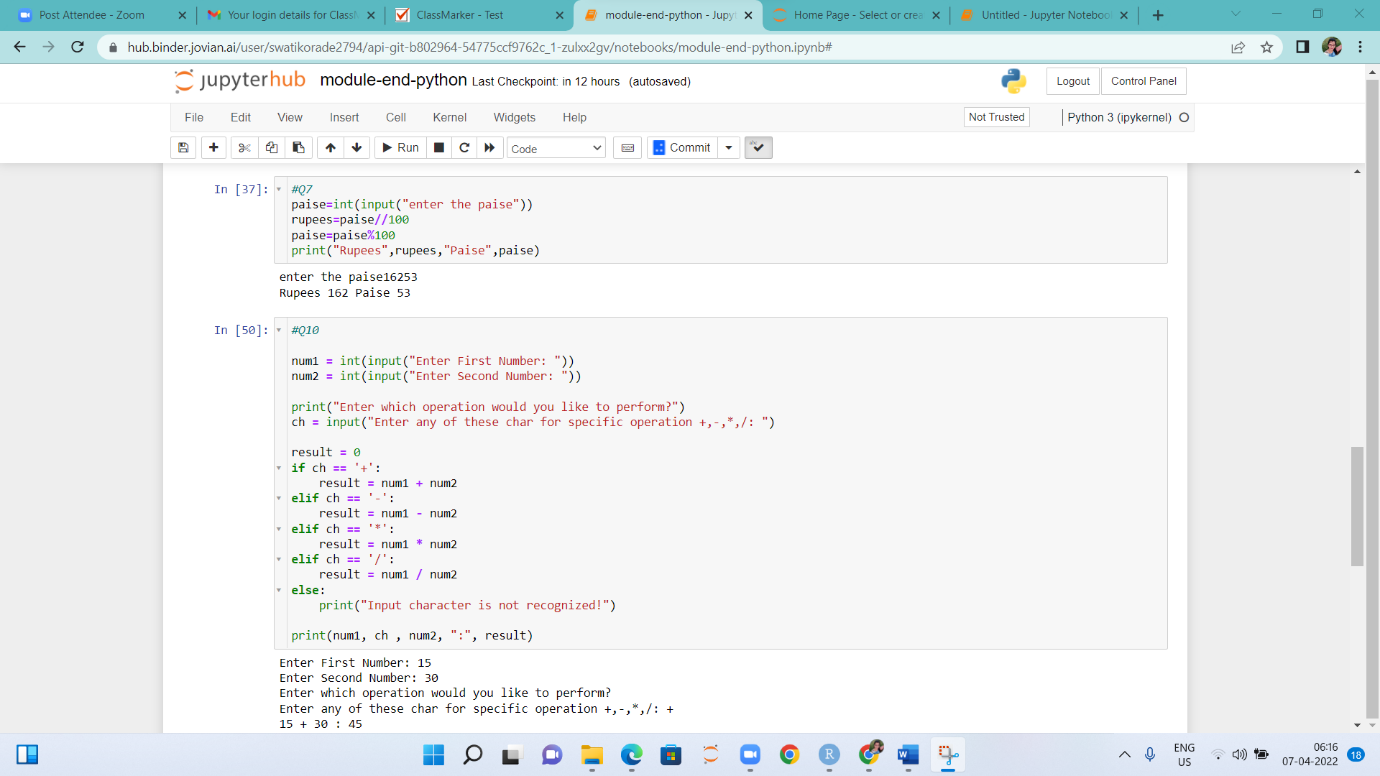 Post Attendee - Zoom
Your login details for Class
ClassMarker - Test
module-end-python - Jupyt
Home Page - Select or crea
Untitled - Jupyter Notebook
hub.binder.jovian.ai/user/swatikorade2794/api-git-b802964-54775ccf9762c_1-zulxx2gv/notebooks/module-end-python.ipynb#
jupyterhub module-end-python Last Checkpoint: in 12 hours (autosaved)
Logout Control Panel
File Edit View Insert Cell Kernel Widgets Help
Not Trusted Python 3 (ipykernel)
Run Code Commit
In [37]:
#Q7
paise=int(input("enter the paise"))
rupees=paise//100
paise=paise%100
print("Rupees",rupees,"Paise",paise)
enter the paise16253
Rupees 162 Paise 53
In [50]:
#Q10
num1 = int(input("Enter First Number: "))
num2 = int(input("Enter Second Number: "))
print("Enter which operation would you like to perform?")
ch = input("Enter any of these char for specific operation +,-,*,/: ")
result = 0
if ch == '+':
    result = num1 + num2
elif ch == '-':
    result = num1 - num2
elif ch == '*':
    result = num1 * num2
elif ch == '/':
    result = num1 / num2
else:
    print("Input character is not recognized!")
print(num1, ch , num2, ":", result)
Enter First Number: 15
Enter Second Number: 30
Enter which operation would you like to perform?
Enter any of these char for specific operation +,-,*,/: +
15 + 30 : 45
ENG
US
06:16
07-04-2022
18